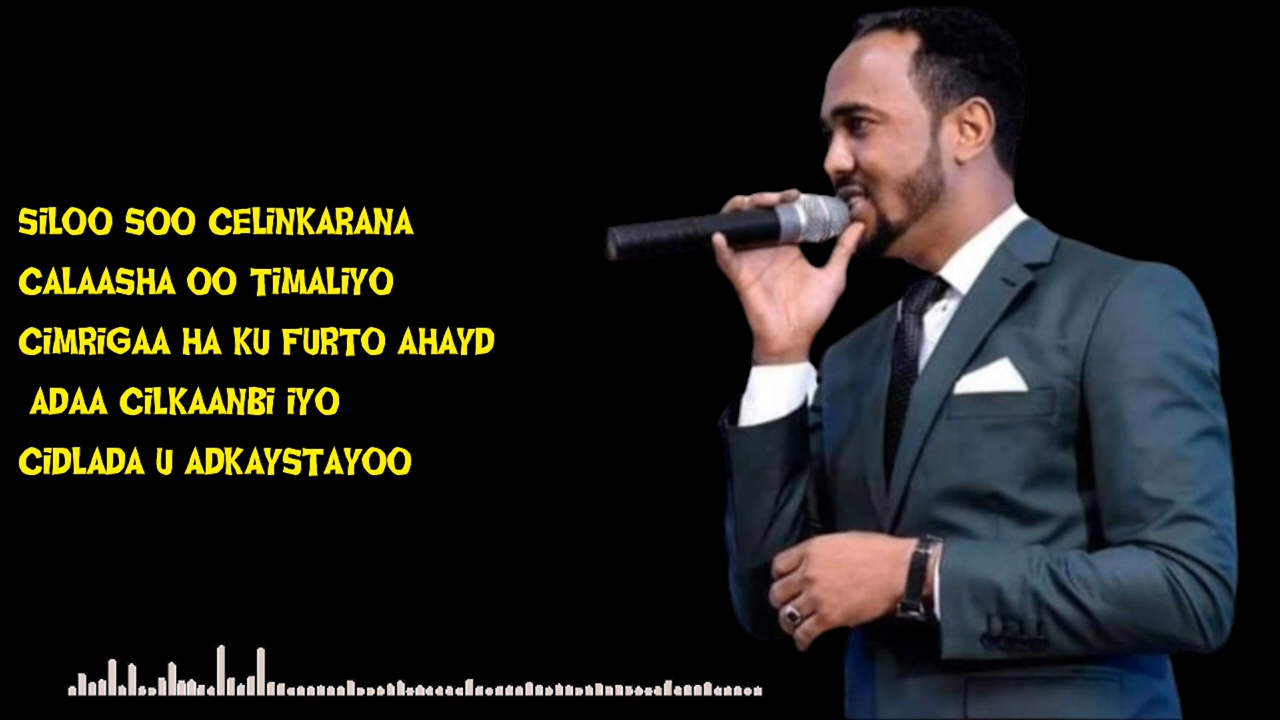 SiLOO SOO CELiNKARANA
CALAASHA OO TiMALiYO
CiMRiGAA HA KU FURTO AHAYD
ADAA CiLKAANBi iYO
CiDLADA U ADKAYSTAYOO